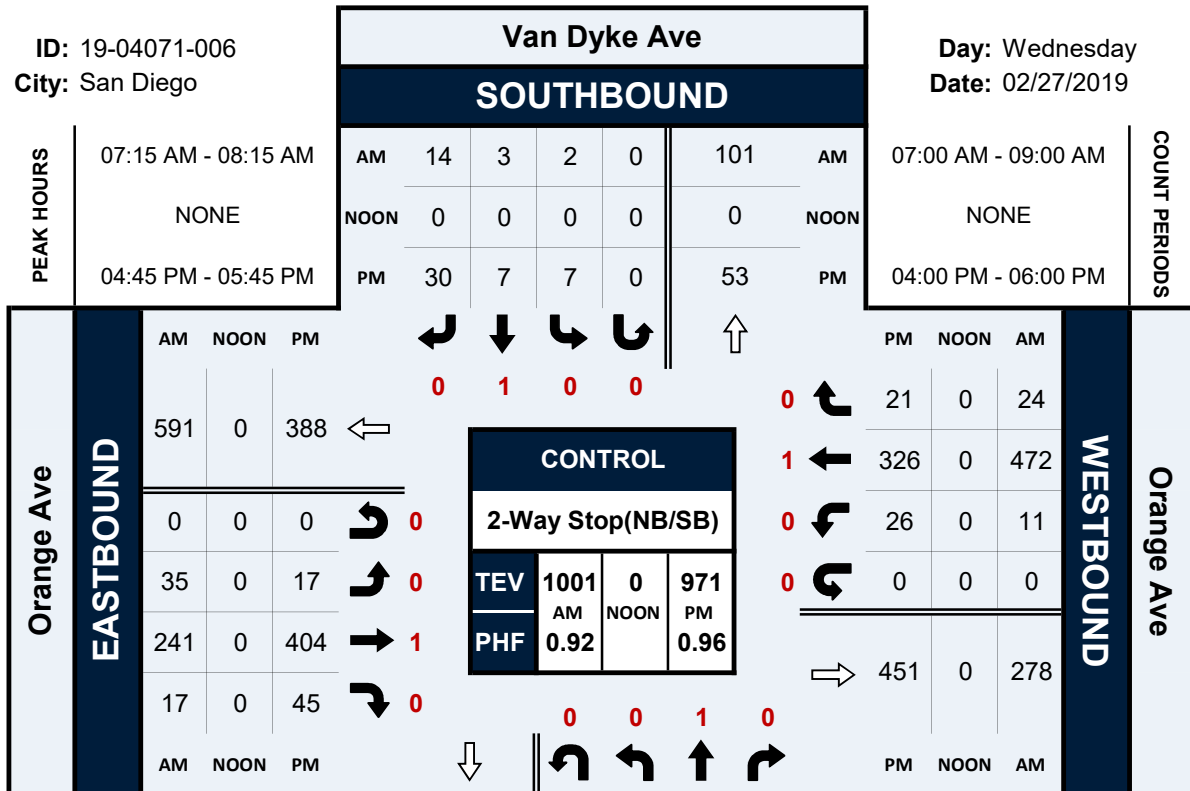 ID: 19-04071-006
City: San Diego
Van Dyke Ave
SOUTHBOUND
Day: Wednesday
Date: 02/27/2019
PEAK HOURS
07:15 AM - 08:15 AM
NONE
04:45 PM - 05:45 PM
AM 14 3 2 0 101 AM
NOON 0 0 0 0 0 NOON
PM 30 7 7 0 53 PM
07:00 AM - 09:00 AM
NONE
04:00 PM - 06:00 PM
COUNT PERIODS
0 1 0 0
Orange Ave
EASTBOUND
AM NOON PM
591 0 388
0 0 0 0
35 0 17 0
241 0 404 1
17 0 45 0
AM NOON PM
CONTROL
2-Way Stop(NB/SB)
TEV 1001 0 971
AM NOON PM
PHF 0.92 0.96
PM NOON AM
0 21 0 24
1 326 0 472
0 26 0 11
0 0 0 0
451 0 278
PM NOON AM
WESTBOUND
Orange Ave
0 0 1 0